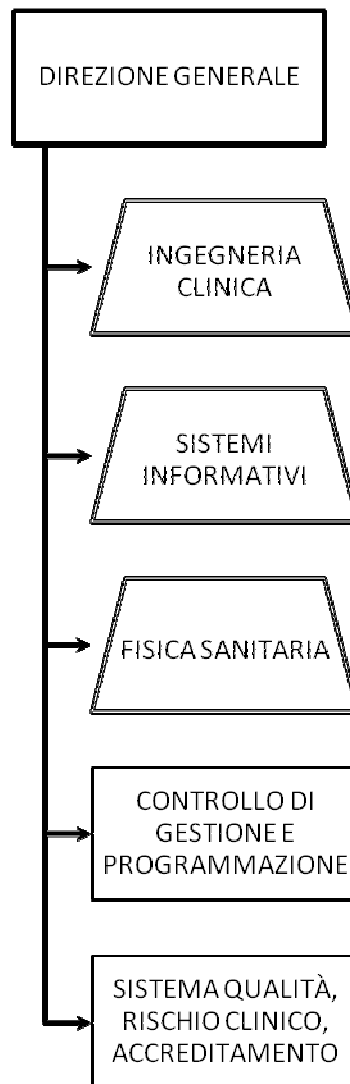 DIREZIONE GENERALE
INGEGNERIA
CLINICA
SISTEMI
INFORMATIVI
FISICA SANITARIA
CONTROLLO DI
GESTIONE E
PROGRAMMAZIONE
SISTEMA QUALITÀ,
RISCHIO CLINICO,
ACCREDITAMENTO